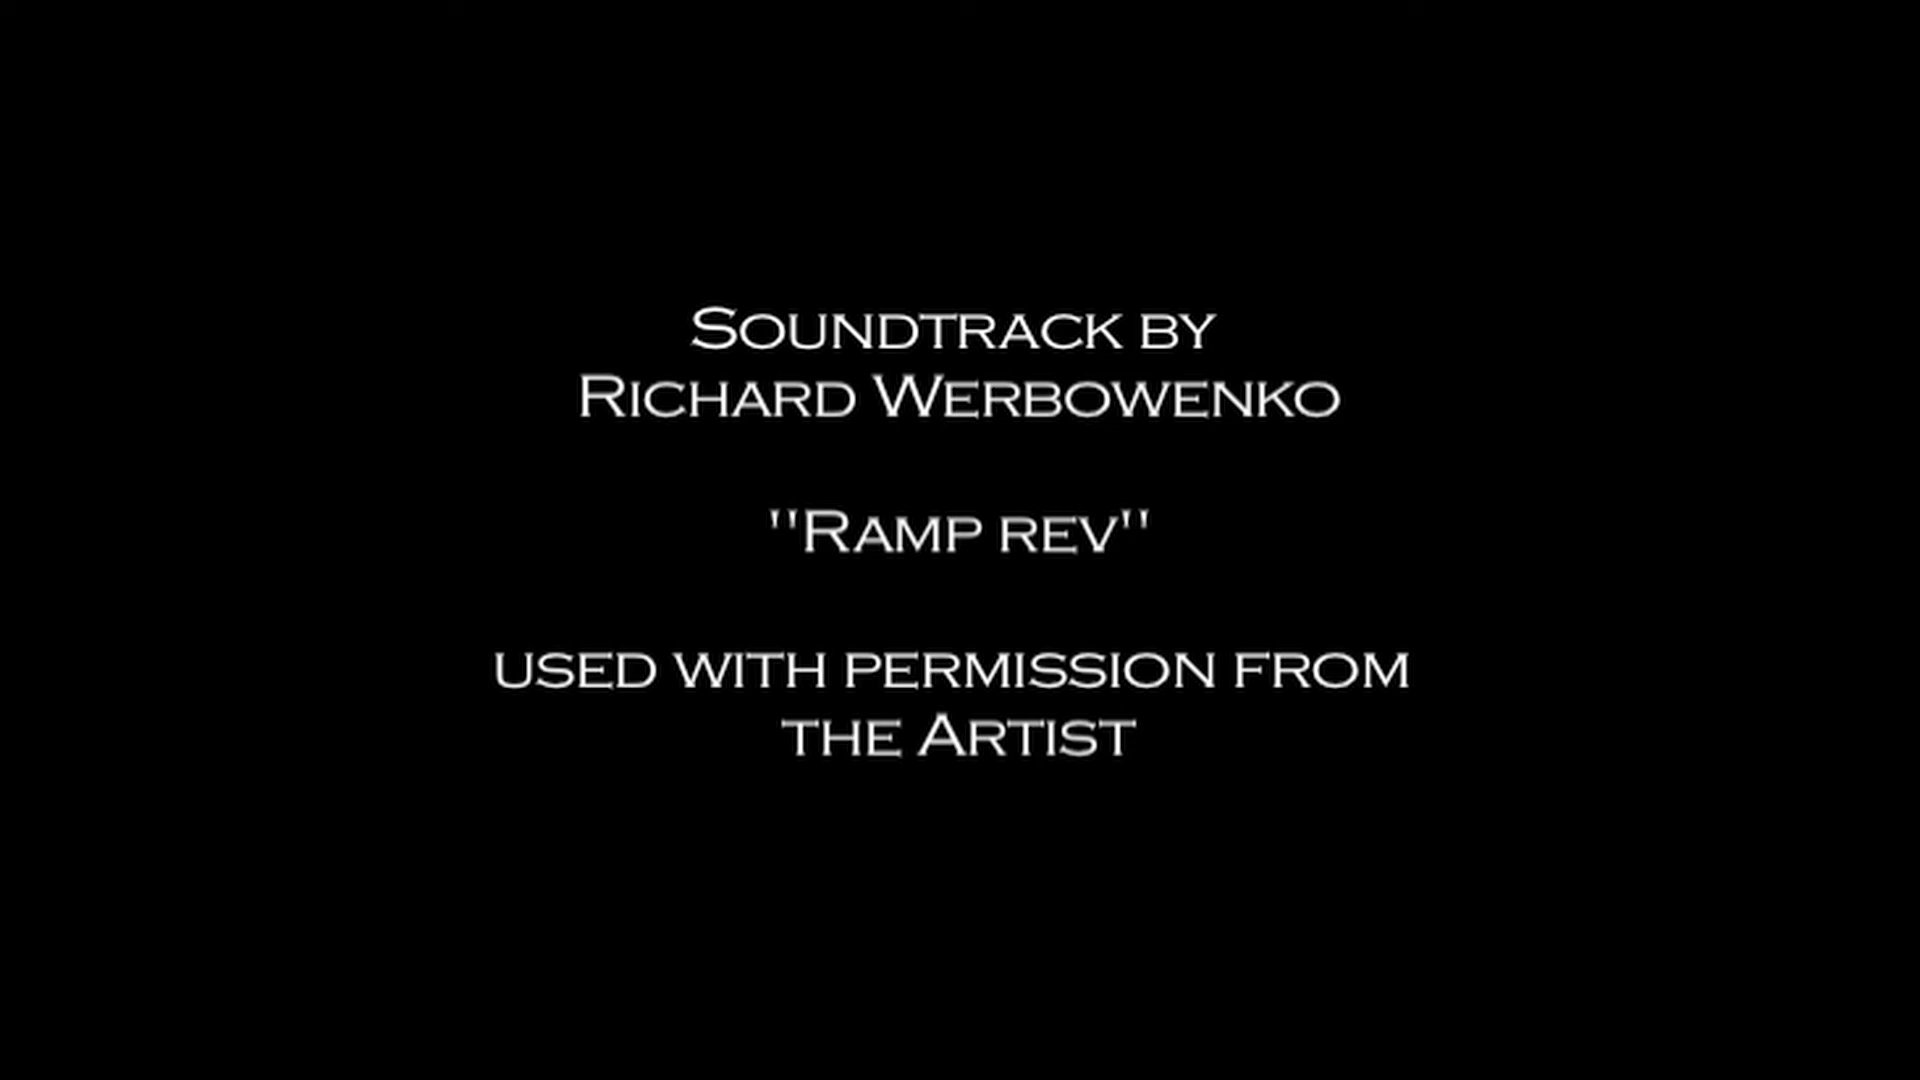 Soundtrack by
Richard Werbowenko
"Ramp rev"
used with permission from
the Artist